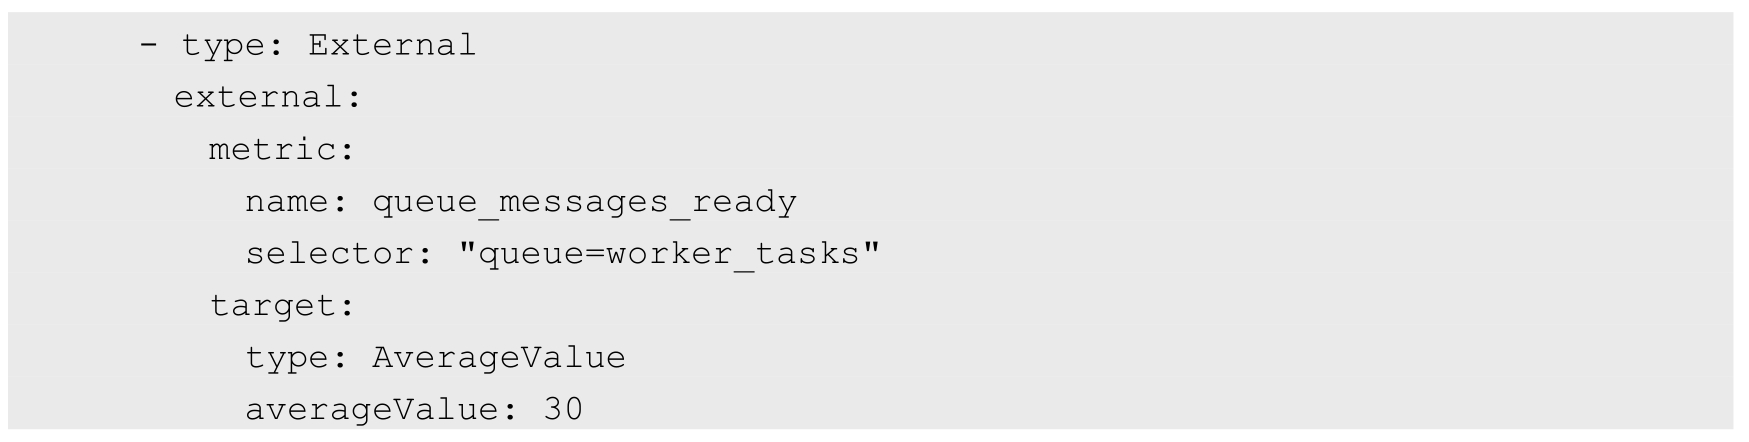 - type: External
external:
metric:
name: queue_messages_ready
selector: "queue=worker_tasks"
target:
type: AverageValue
averageValue: 30